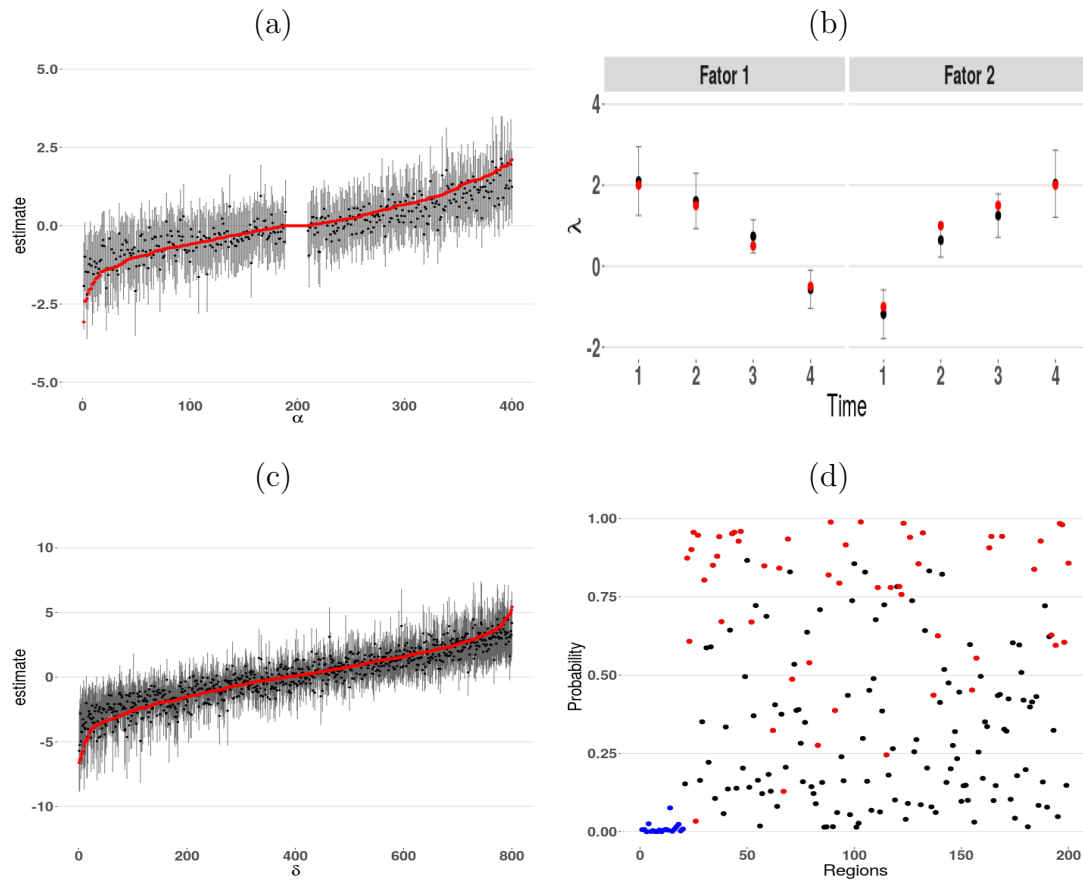 (a)
5.0
2.5
0.0
-2.5
-5.0
estimate
0 100 200 300 400
α
(b)
Fator 1 Fator 2
4
2
0
-2
λ
1 2 3 4 1 2 3 4
Time
(c)
10
5
0
-5
-10
estimate
0 200 400 600 800
δ
(d)
1.00
0.75
0.50
0.25
0.00
Probability
0 50 100 150 200
Regions